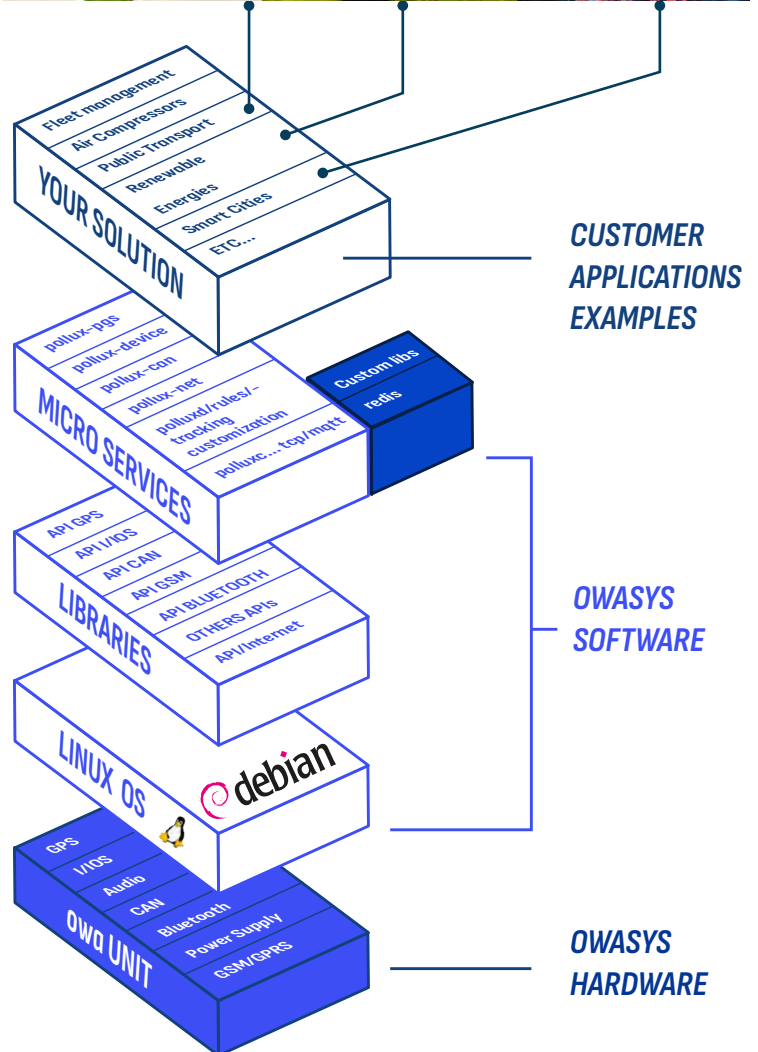 Fleet management
Air Compressors
Public Transport
Renewable
Energies
Smart Cities
ETC...
YOUR SOLUTION
CUSTOMER
APPLICATIONS
EXAMPLES
pollux-pgs
pollux-device
pollux-can
pollux-net
polluxd/rules/-
tracking
customization
polluxc... tcp/mqtt
MICRO SERVICES
Custom libs
redis
API GPS
API I/IOS
API CAN
API GSM
API BLUETOOTH
OTHERS APIs
API/Internet
LIBRARIES
OWASYS
SOFTWARE
LINUX OS
debian
GPS
I/IOS
Audio
CAN
Bluetooth
Power Supply
GSM/GPRS
owa UNIT
OWASYS
HARDWARE